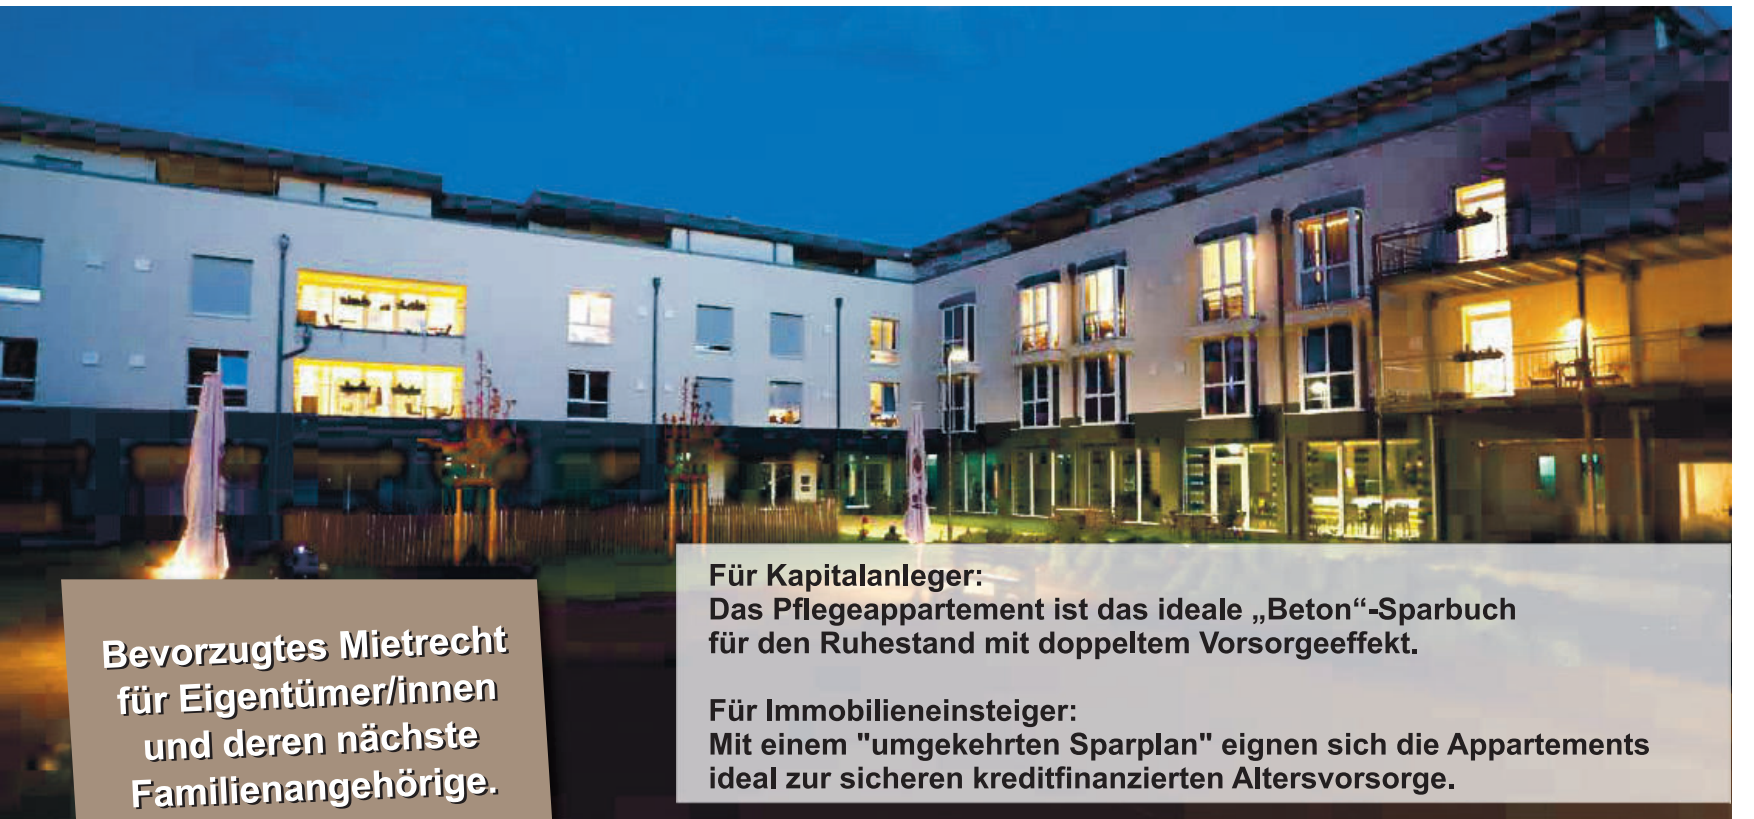 Bevorzugtes Mietrecht
für Eigentümer/innen
und deren nächste
Familienangehörige.
Für Kapitalanleger:
Das Pflegeappartement ist das ideale „Beton“-Sparbuch
für den Ruhestand mit doppeltem Vorsorgeeffekt.
Für Immobilieneinsteiger:
Mit einem "umgekehrten Sparplan" eignen sich die Appartements
ideal zur sicheren kreditfinanzierten Altersvorsorge.